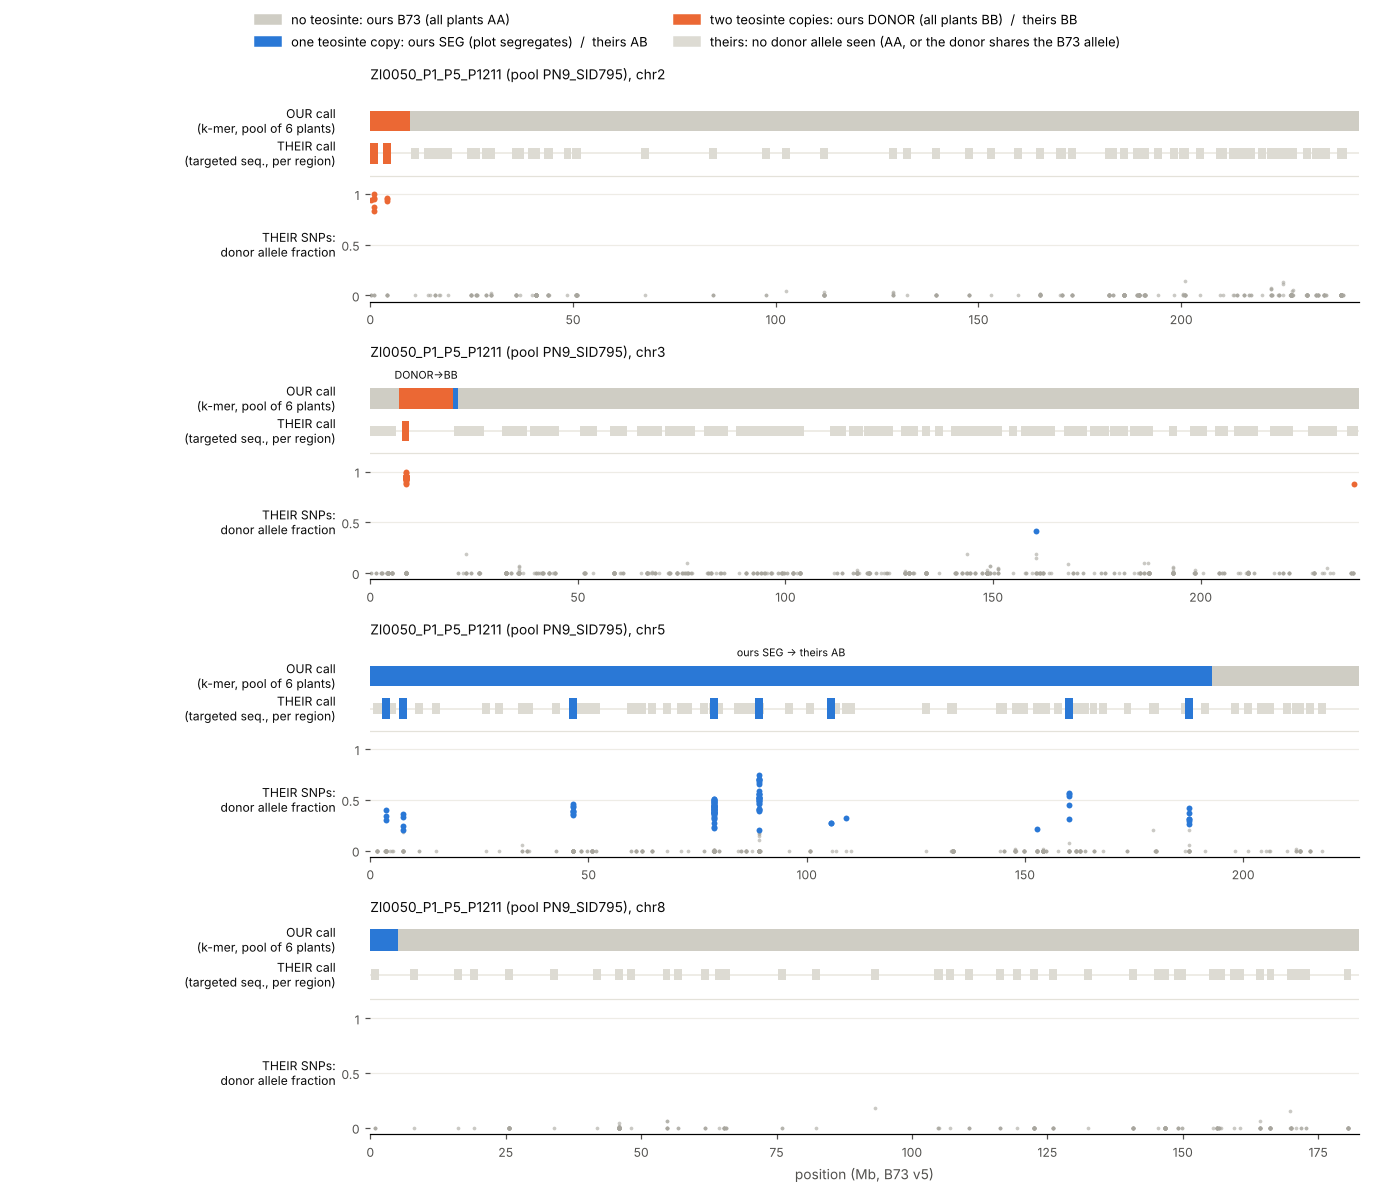 no teosinte: ours B73 (all plants AA)
two teosinte copies: ours DONOR (all plants BB)  /  theirs BB
one teosinte copy: ours SEG (plot segregates)  /  theirs AB
theirs: no donor allele seen (AA, or the donor shares the B73 allele)
ZI0050_P1_P5_P1211 (pool PN9_SID795), chr2
OUR call
(k-mer, pool of 6 plants)
THEIR call
(targeted seq., per region)
1
THEIR SNPs:
donor allele fraction
0.5
0
0 50 100 150 200
ZI0050_P1_P5_P1211 (pool PN9_SID795), chr3
DONOR→BB
OUR call
(k-mer, pool of 6 plants)
THEIR call
(targeted seq., per region)
1
THEIR SNPs:
donor allele fraction
0.5
0
0 50 100 150 200
ZI0050_P1_P5_P1211 (pool PN9_SID795), chr5
ours SEG → theirs AB
OUR call
(k-mer, pool of 6 plants)
THEIR call
(targeted seq., per region)
1
THEIR SNPs:
donor allele fraction
0.5
0
0 50 100 150 200
ZI0050_P1_P5_P1211 (pool PN9_SID795), chr8
OUR call
(k-mer, pool of 6 plants)
THEIR call
(targeted seq., per region)
1
THEIR SNPs:
donor allele fraction
0.5
0
0 25 50 75 100 125 150 175
position (Mb, B73 v5)